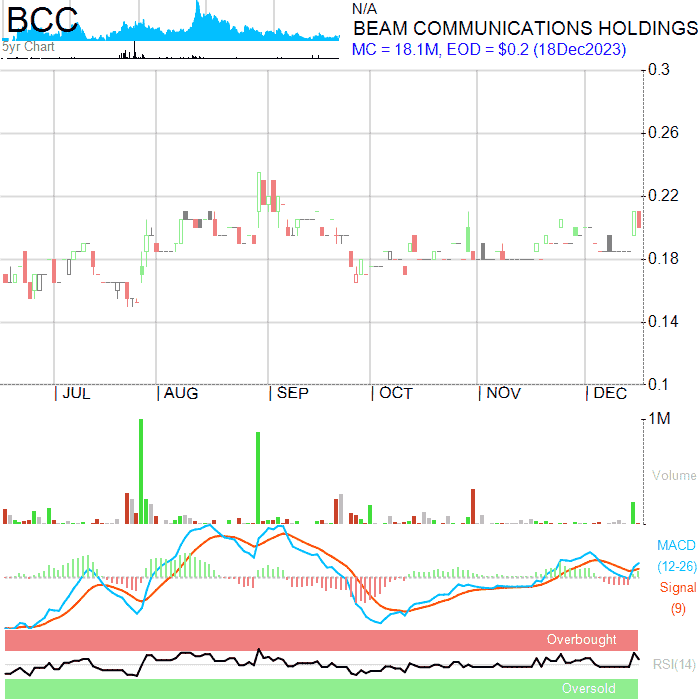 BCC
5yr Chart
N/A
BEAM COMMUNICATIONS HOLDINGS
MC = 18.1M, EOD = $0.2 (18Dec2023)
0.3
0.26
0.22
0.18
0.14
0.1
JUL AUG SEP OCT NOV DEC
1M
Volume
MACD
(12-26)
Signal
(9)
Overbought
RSI(14)
Oversold